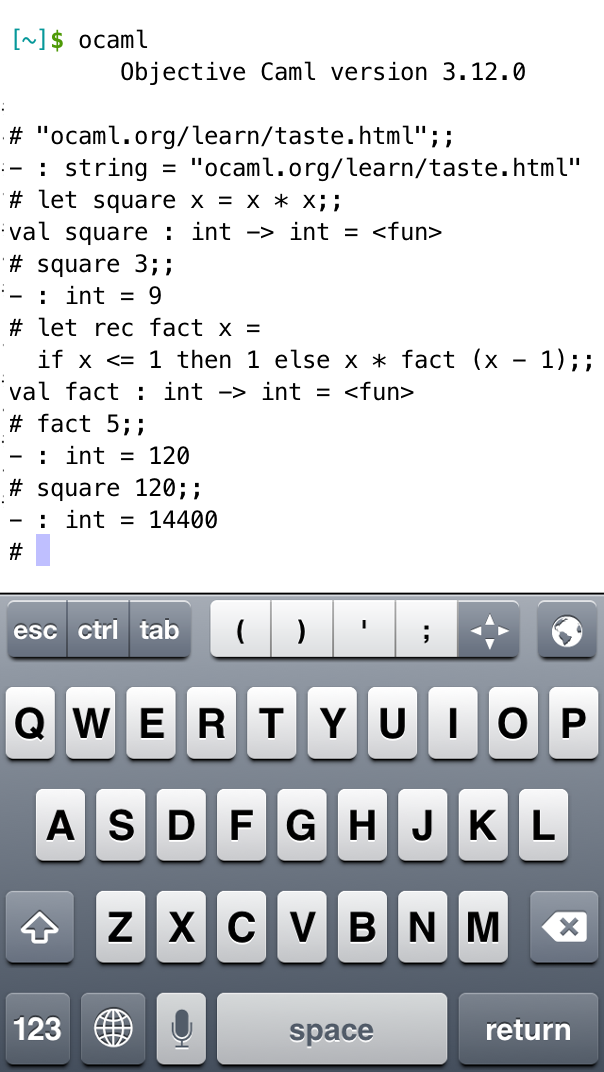 [~]$ ocaml
        Objective Caml version 3.12.0
# "ocaml.org/learn/taste.html";;
- : string = "ocaml.org/learn/taste.html"
# let square x = x * x;;
val square : int -> int = <fun>
# square 3;;
- : int = 9
# let rec fact x =
  if x <= 1 then 1 else x * fact (x - 1);;
val fact : int -> int = <fun>
# fact 5;;
- : int = 120
# square 120;;
- : int = 14400
#
esc ctrl tab ( ) ' ;
Q W E R T Y U I O P
A S D F G H J K L
Z X C V B N M
123 space return